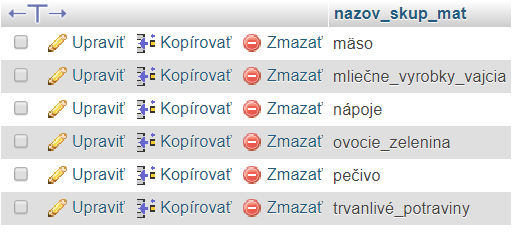 nazov_skup_mat
Upraviť Kopírovať Zmazať mäso
Upraviť Kopírovať Zmazať mliečne_vyrobky_vajcia
Upraviť Kopírovať Zmazať nápoje
Upraviť Kopírovať Zmazať ovocie_zelenina
Upraviť Kopírovať Zmazať pečivo
Upraviť Kopírovať Zmazať trvanlivé_potraviny